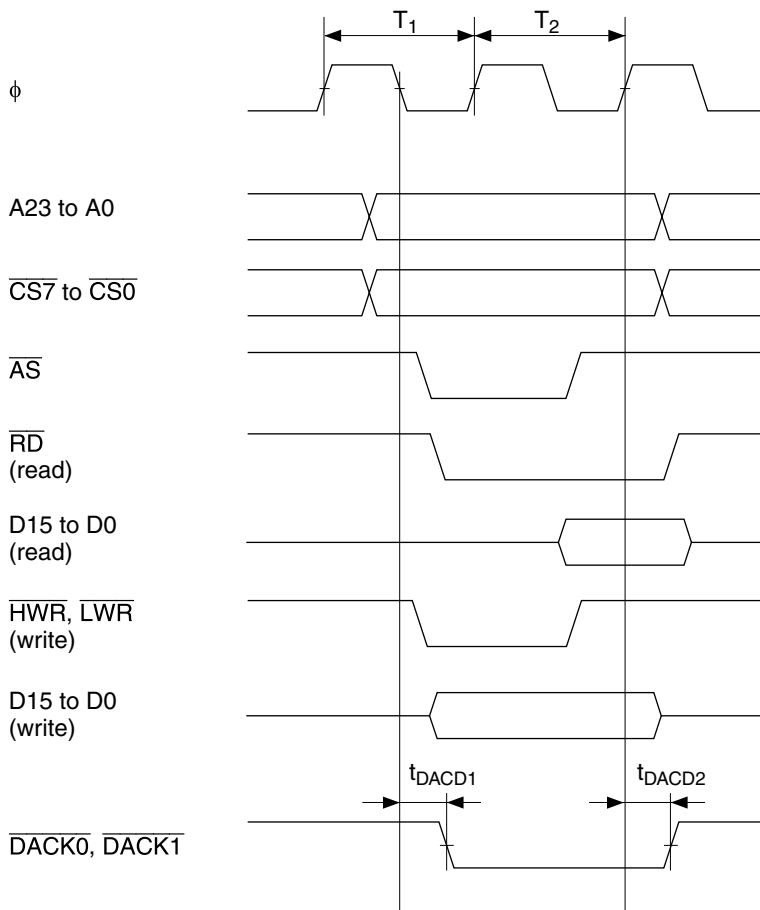 T1
T2
ϕ
A23 to A0
CS7 to CS0
AS
RD
(read)
D15 to D0
(read)
HWR, LWR
(write)
D15 to D0
(write)
tDACD1
tDACD2
DACK0, DACK1